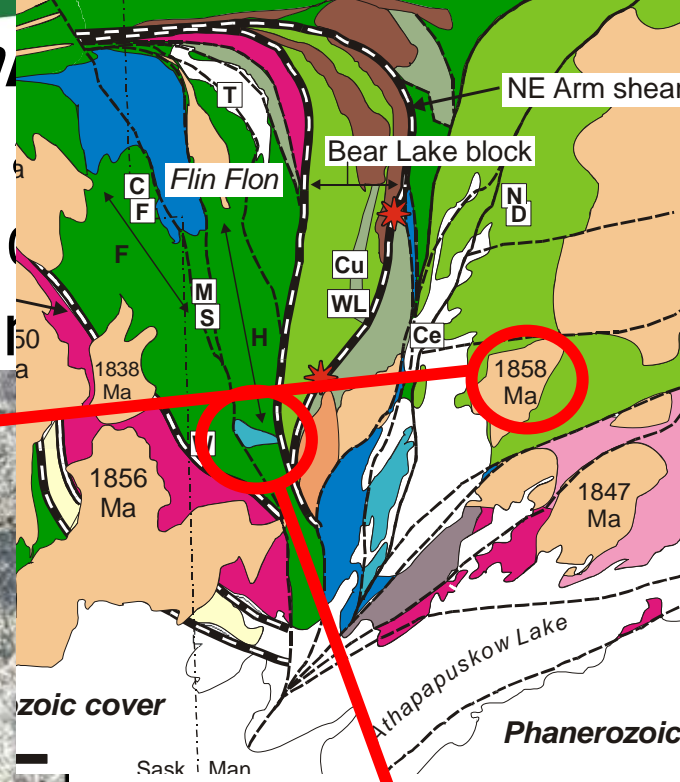 NE Arm shear
T
Bear Lake block
Flin Flon
C
F
N
D
F
Cu
M
S
WL
H
Ce
50
a
1838
Ma
1858
Ma
W
1856
Ma
1847
Ma
Athapapuskow Lake
zoic cover
Phanerozoic
Sask Man